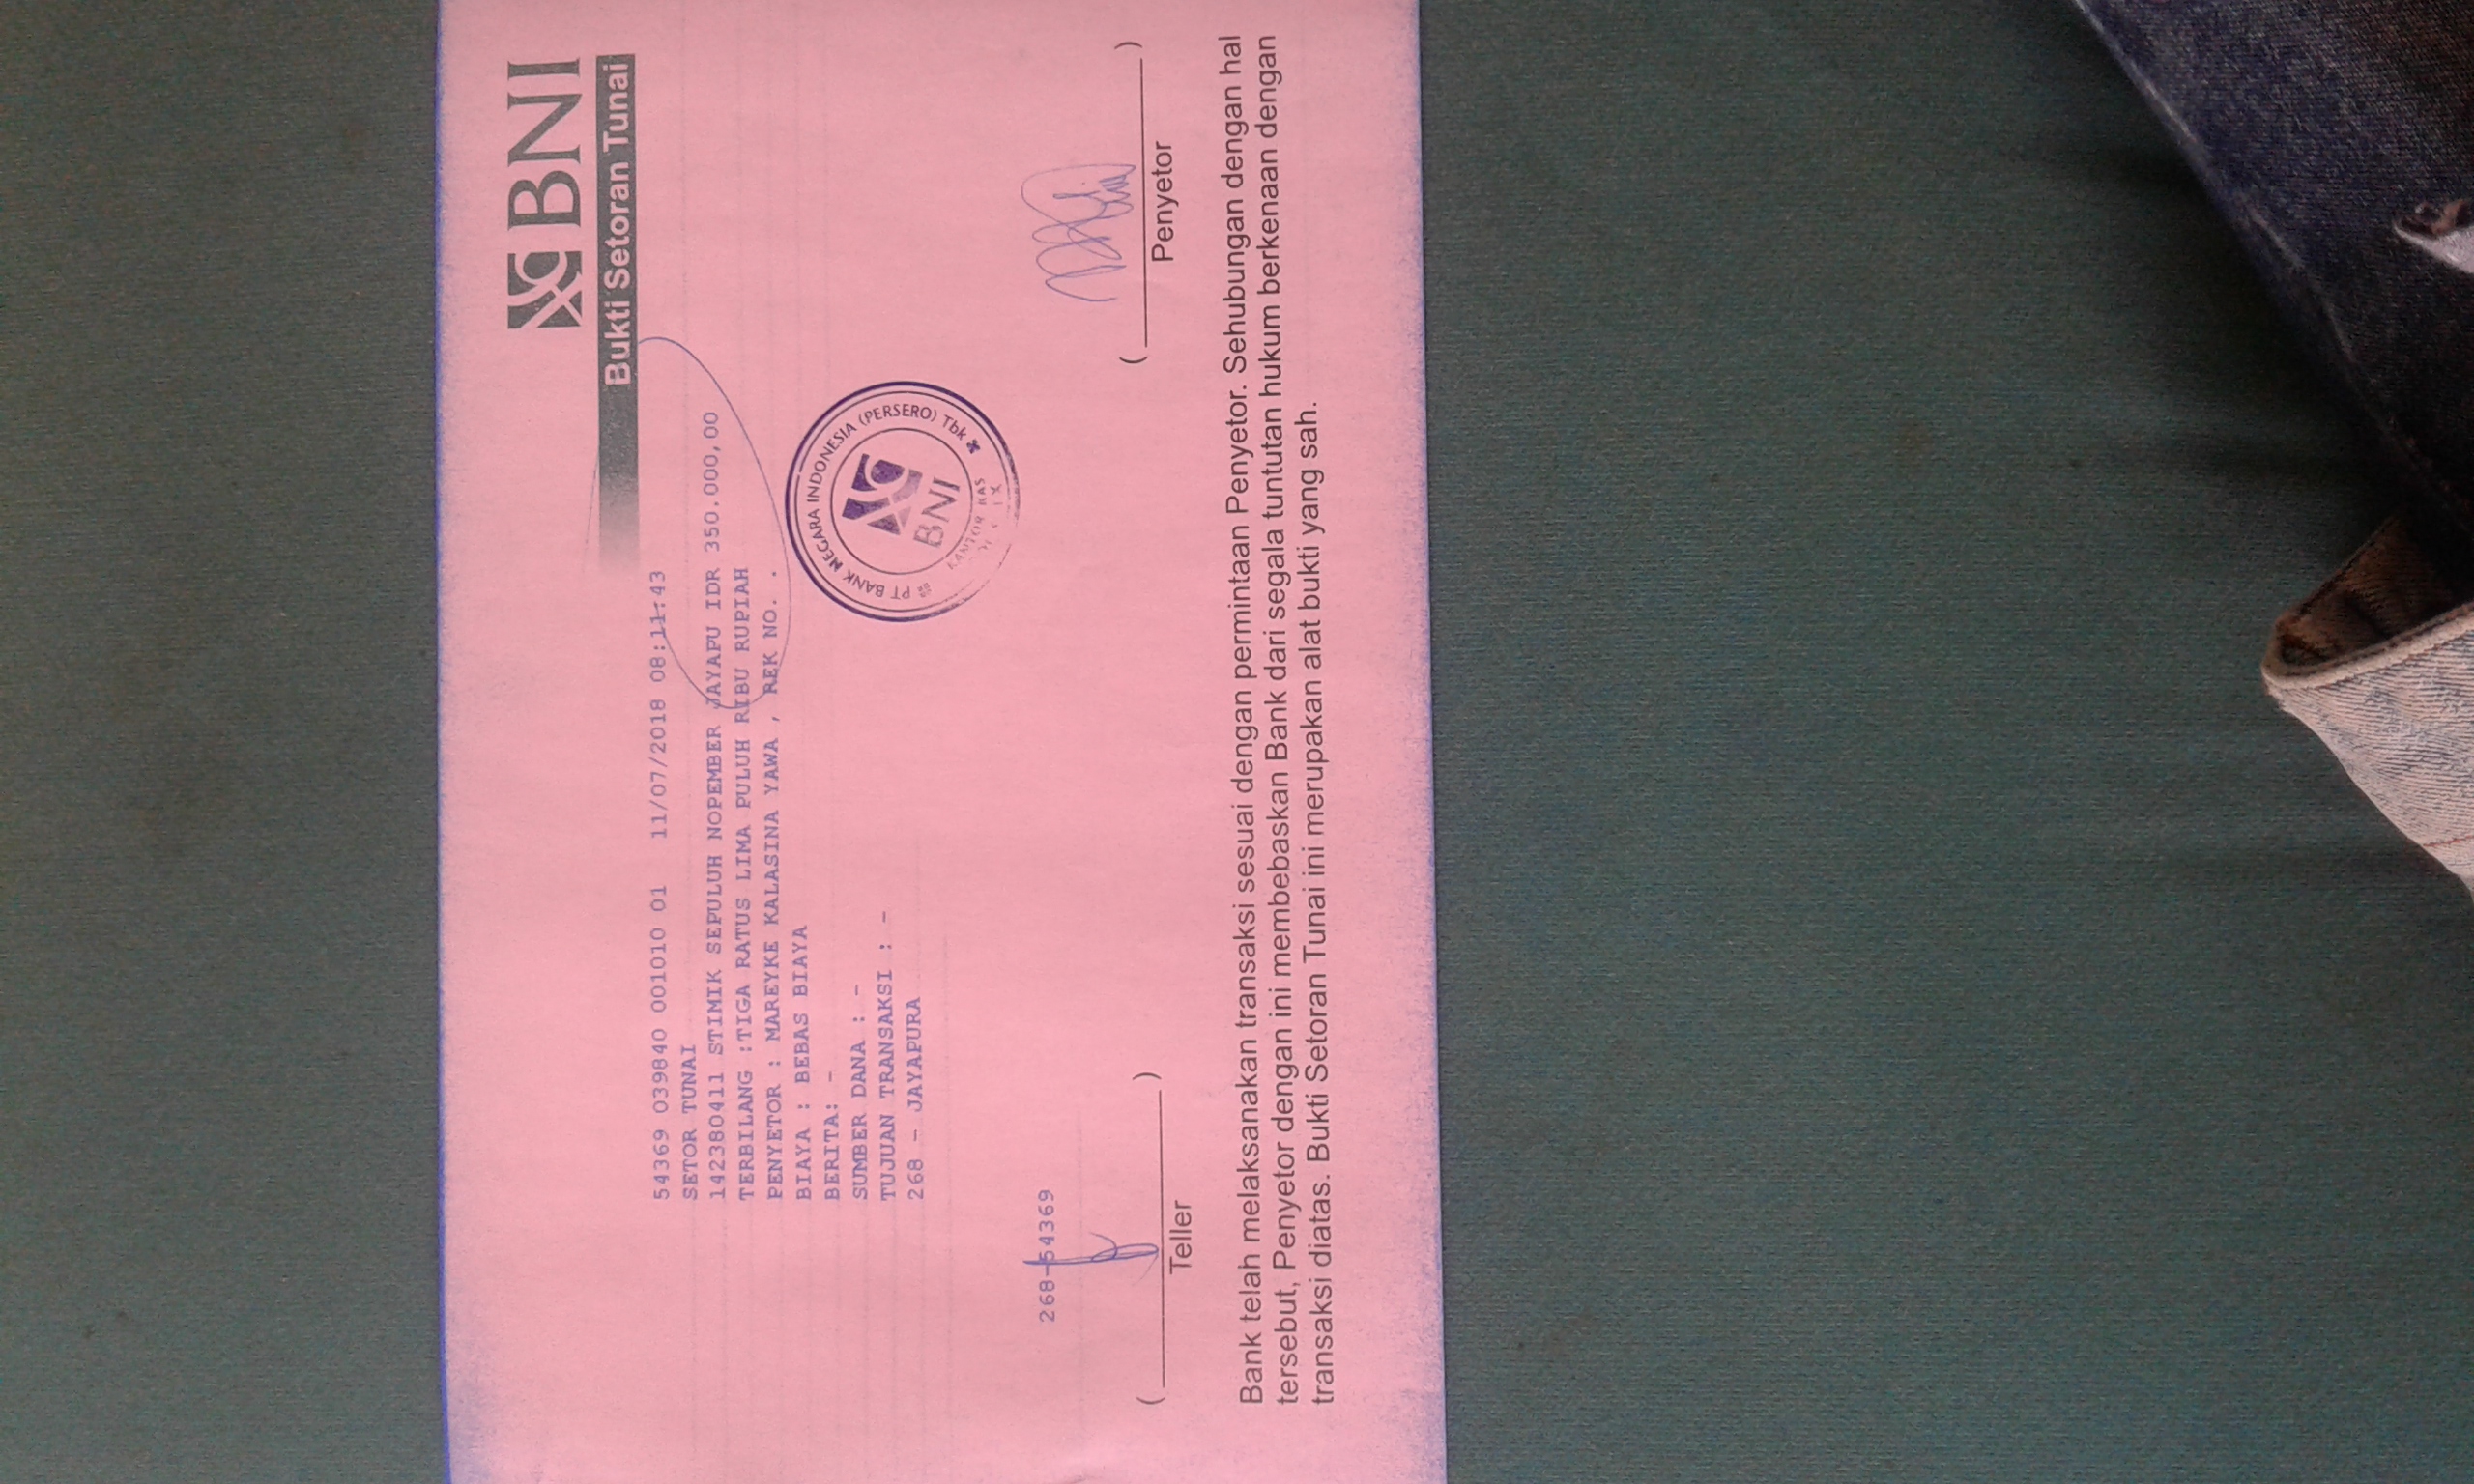 BNI
Bukti Setoran Tunai
54369 039840 001010 01 11/07/2018 08:11:43
SETOR TUNAI
142380411 STIMIK SEPULUH NOPEMBER JAYAPU IDR 350.000,00
TERBILANG :TIGA RATUS LIMA PULUH RIBU RUPIAH
PENYETOR : MAREYKE KALASINA YAWA , REK NO. .
BIAYA : BEBAS BIAYA
BERITA: -
SUMBER DANA : -
TUJUAN TRANSAKSI : -
268 - JAYAPURA
PT BANK NEGARA INDONESIA (PERSERO) Tbk
BNI
KANTOR KAS
268-54369
( )
Teller
( )
Penyetor
Bank telah melaksanakan transaksi sesuai dengan permintaan Penyetor. Sehubungan dengan hal
tersebut, Penyetor dengan ini membebaskan Bank dari segala tuntutan hukum berkenaan dengan
transaksi diatas. Bukti Setoran Tunai ini merupakan alat bukti yang sah.